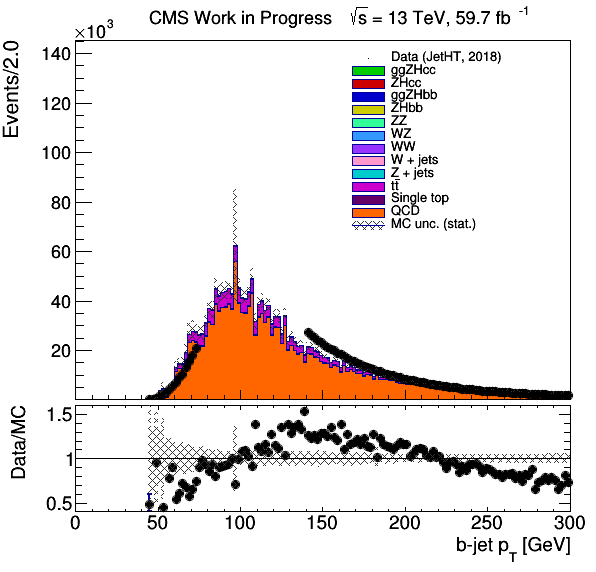 CMS Work in Progress √s = 13 TeV, 59.7 fb⁻¹
×10³
Events/2.0
140
120
100
80
60
40
20
Data (JetHT, 2018)
ggZHcc
ZHcc
ggZHbb
ZHbb
ZZ
WZ
WW
W + jets
Z + jets
tt̄
Single top
QCD
MC unc. (stat.)
Data/MC
1.5
1
0.5
0 50 100 150 200 250 300
b-jet p_T [GeV]